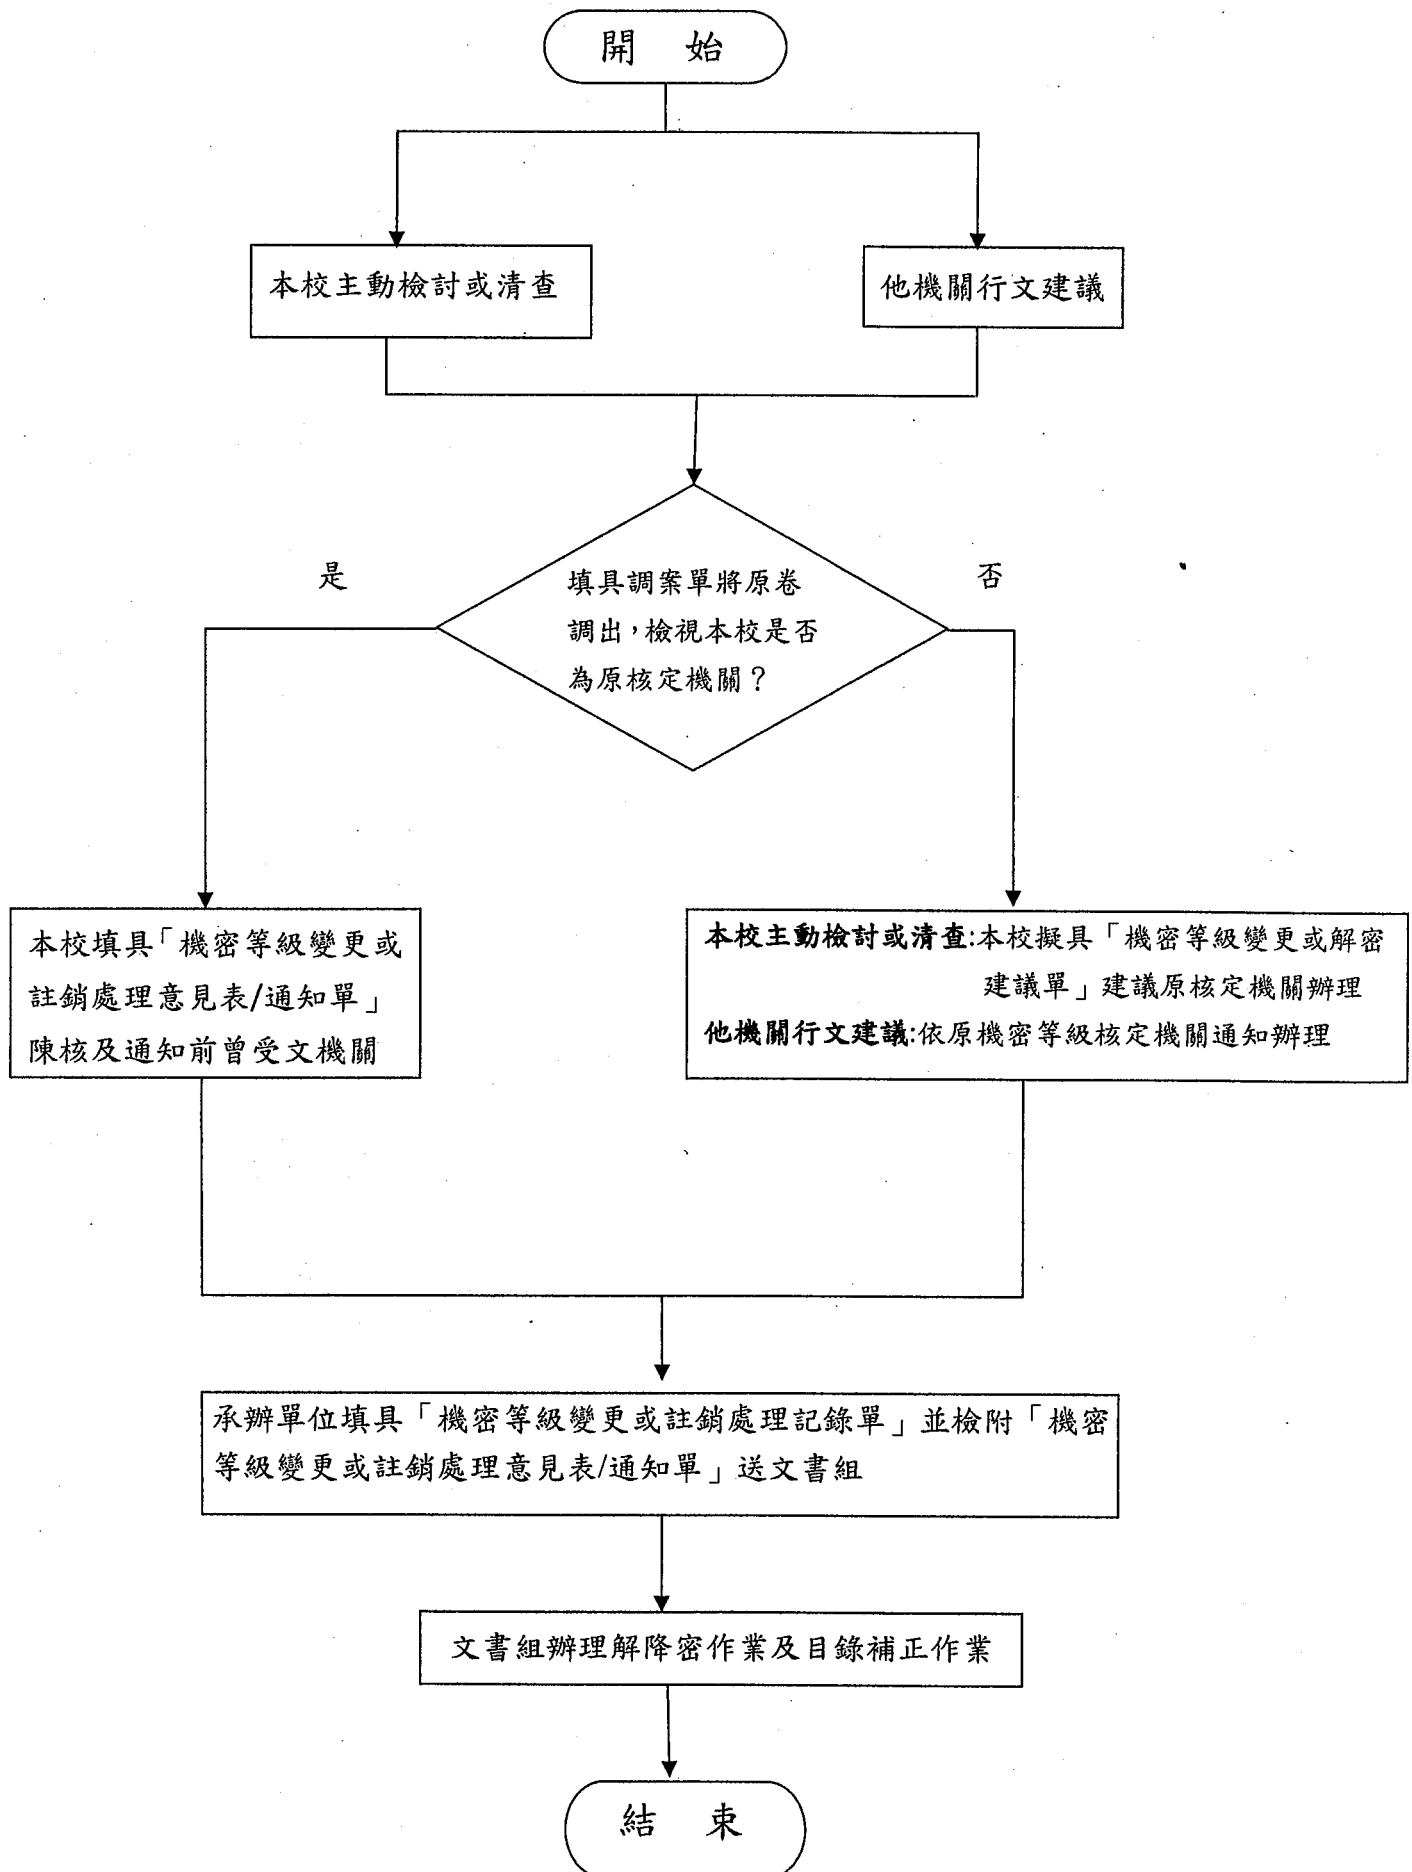 開 始
本校主動檢討或清查
他機關行文建議
是
否
填具調案單將原卷
調出,檢視本校是否
為原核定機關?
本校填具「機密等級變更或
註銷處理意見表/通知單」
陳核及通知前曾受文機關
本校主動檢討或清查:本校擬具「機密等級變更或解密
建議單」建議原核定機關辦理
他機關行文建議:依原機密等級核定機關通知辦理
承辦單位填具「機密等級變更或註銷處理記錄單」並檢附「機密
等級變更或註銷處理意見表/通知單」送文書組
文書組辦理解降密作業及目錄補正作業
結 束